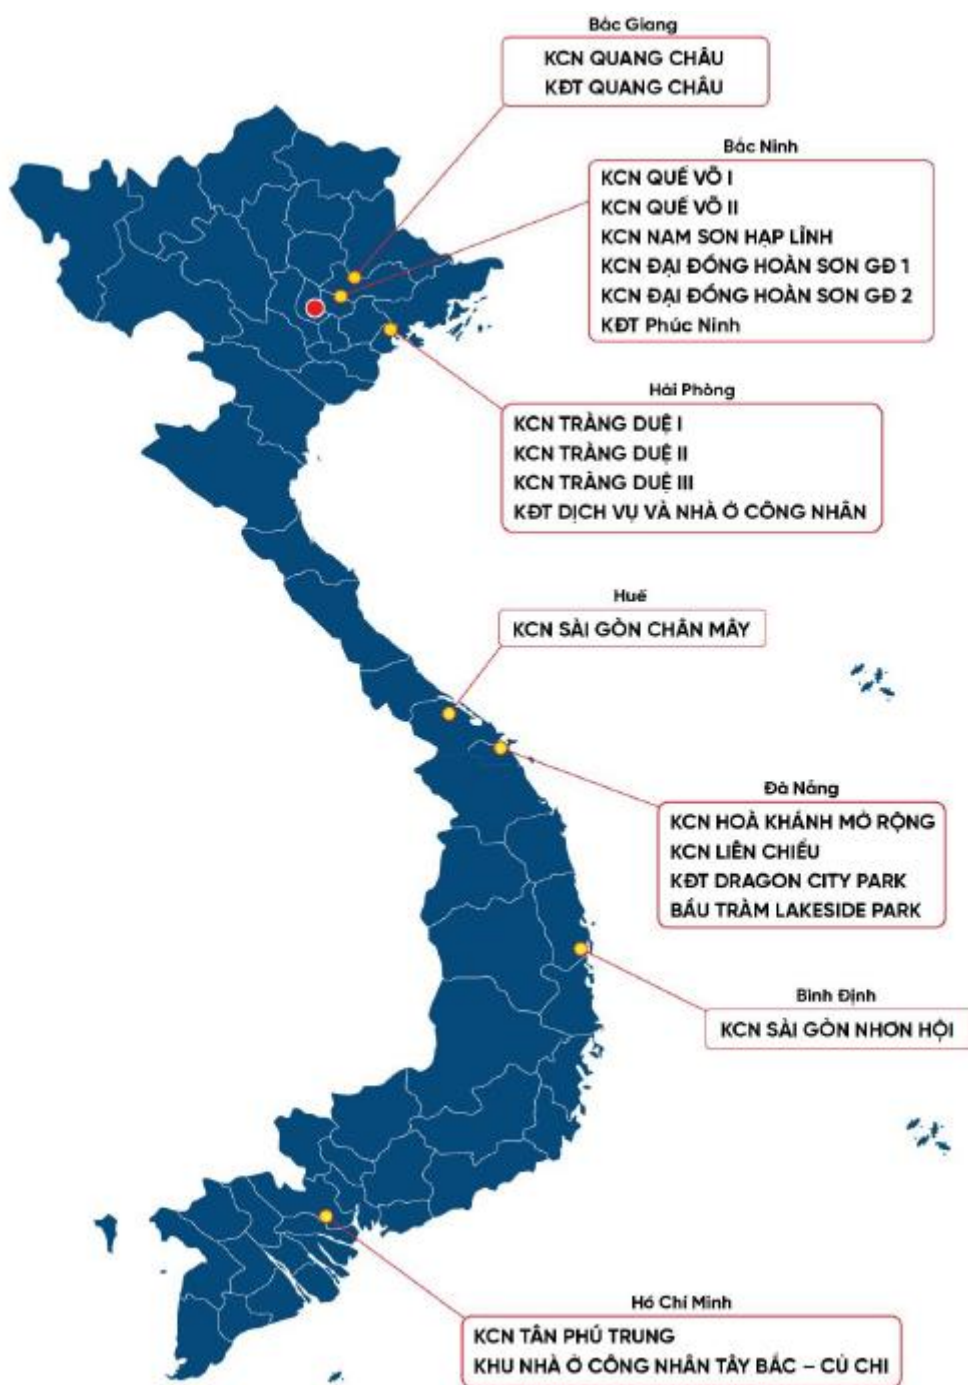 Bắc Giang
KCN QUANG CHÂU
KĐT QUANG CHÂU
Bắc Ninh
KCN QUẾ VÕ I
KCN QUẾ VÕ II
KCN NAM SƠN HẠP LĨNH
KCN ĐẠI ĐỒNG HOÀN SƠN GĐ 1
KCN ĐẠI ĐỒNG HOÀN SƠN GĐ 2
KĐT Phúc Ninh
Hải Phòng
KCN TRÀNG DUỆ I
KCN TRÀNG DUỆ II
KCN TRÀNG DUỆ III
KĐT DỊCH VỤ VÀ NHÀ Ở CÔNG NHÂN
Huế
KCN SÀI GÒN CHÂN MÂY
Đà Nẵng
KCN HOÀ KHÁNH MỞ RỘNG
KCN LIÊN CHIỂU
KĐT DRAGON CITY PARK
BẦU TRÀM LAKESIDE PARK
Bình Định
KCN SÀI GÒN NHƠN HỘI
Hồ Chí Minh
KCN TÂN PHÚ TRUNG
KHU NHÀ Ở CÔNG NHÂN TÂY BẮC – CỦ CHI